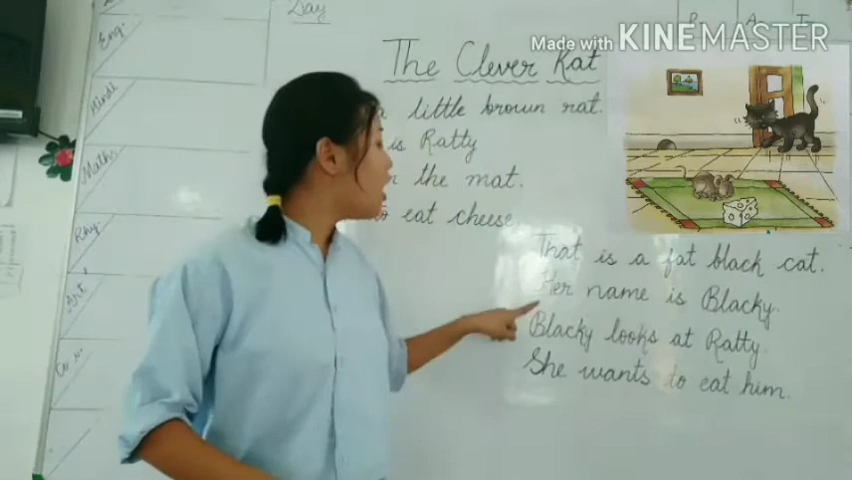 Day
P A I
Eng-
Hindi
Maths
Rhy
Art
Made with KINEMASTER
The Clever Rat
little brown rat.
is Ratty
the mat.
to eat cheese.
That is a fat black cat.
Her name is Blacky.
Blacky looks at Ratty.
She wants to eat him.